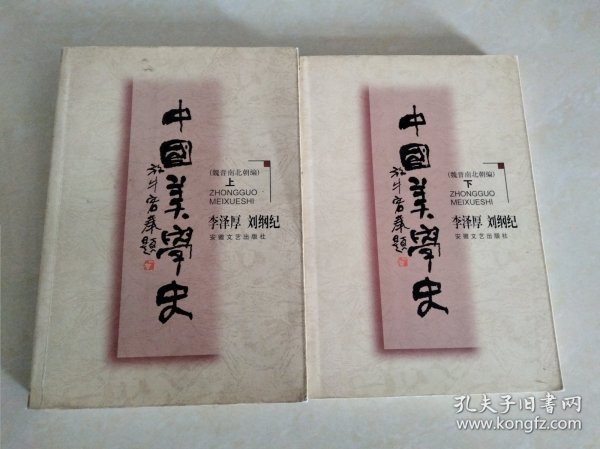 中國美學史
(魏晋南北朝编)
上
ZHONGGUO
MEIXUESHI
李泽厚 刘纲纪
安徽文艺出版社
中國美學史
(魏晋南北朝编)
下
ZHONGGUO
MEIXUESHI
李泽厚 刘纲纪
安徽文艺出版社
孔夫子旧书网
www.kongfz.com